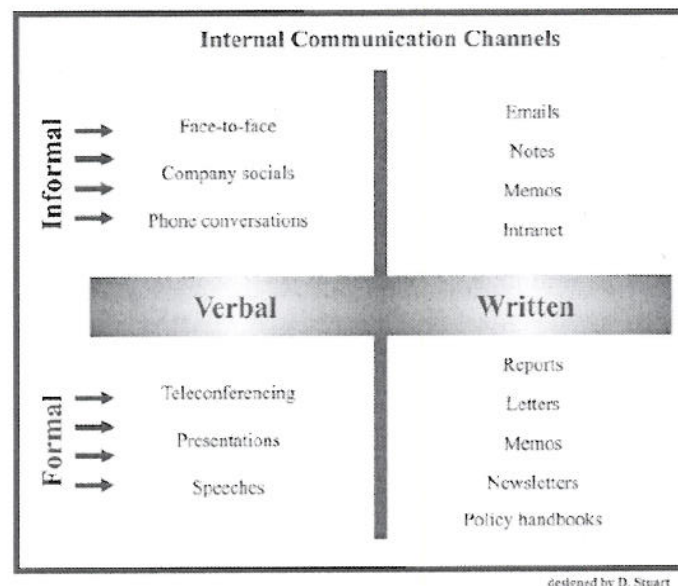 Internal Communication Channels
Informal
Face-to-face
Company socials
Phone conversations
Emails
Notes
Memos
Intranet
Verbal
Written
Formal
Teleconferencing
Presentations
Speeches
Reports
Letters
Memos
Newsletters
Policy handbooks
designed by D. Stuart